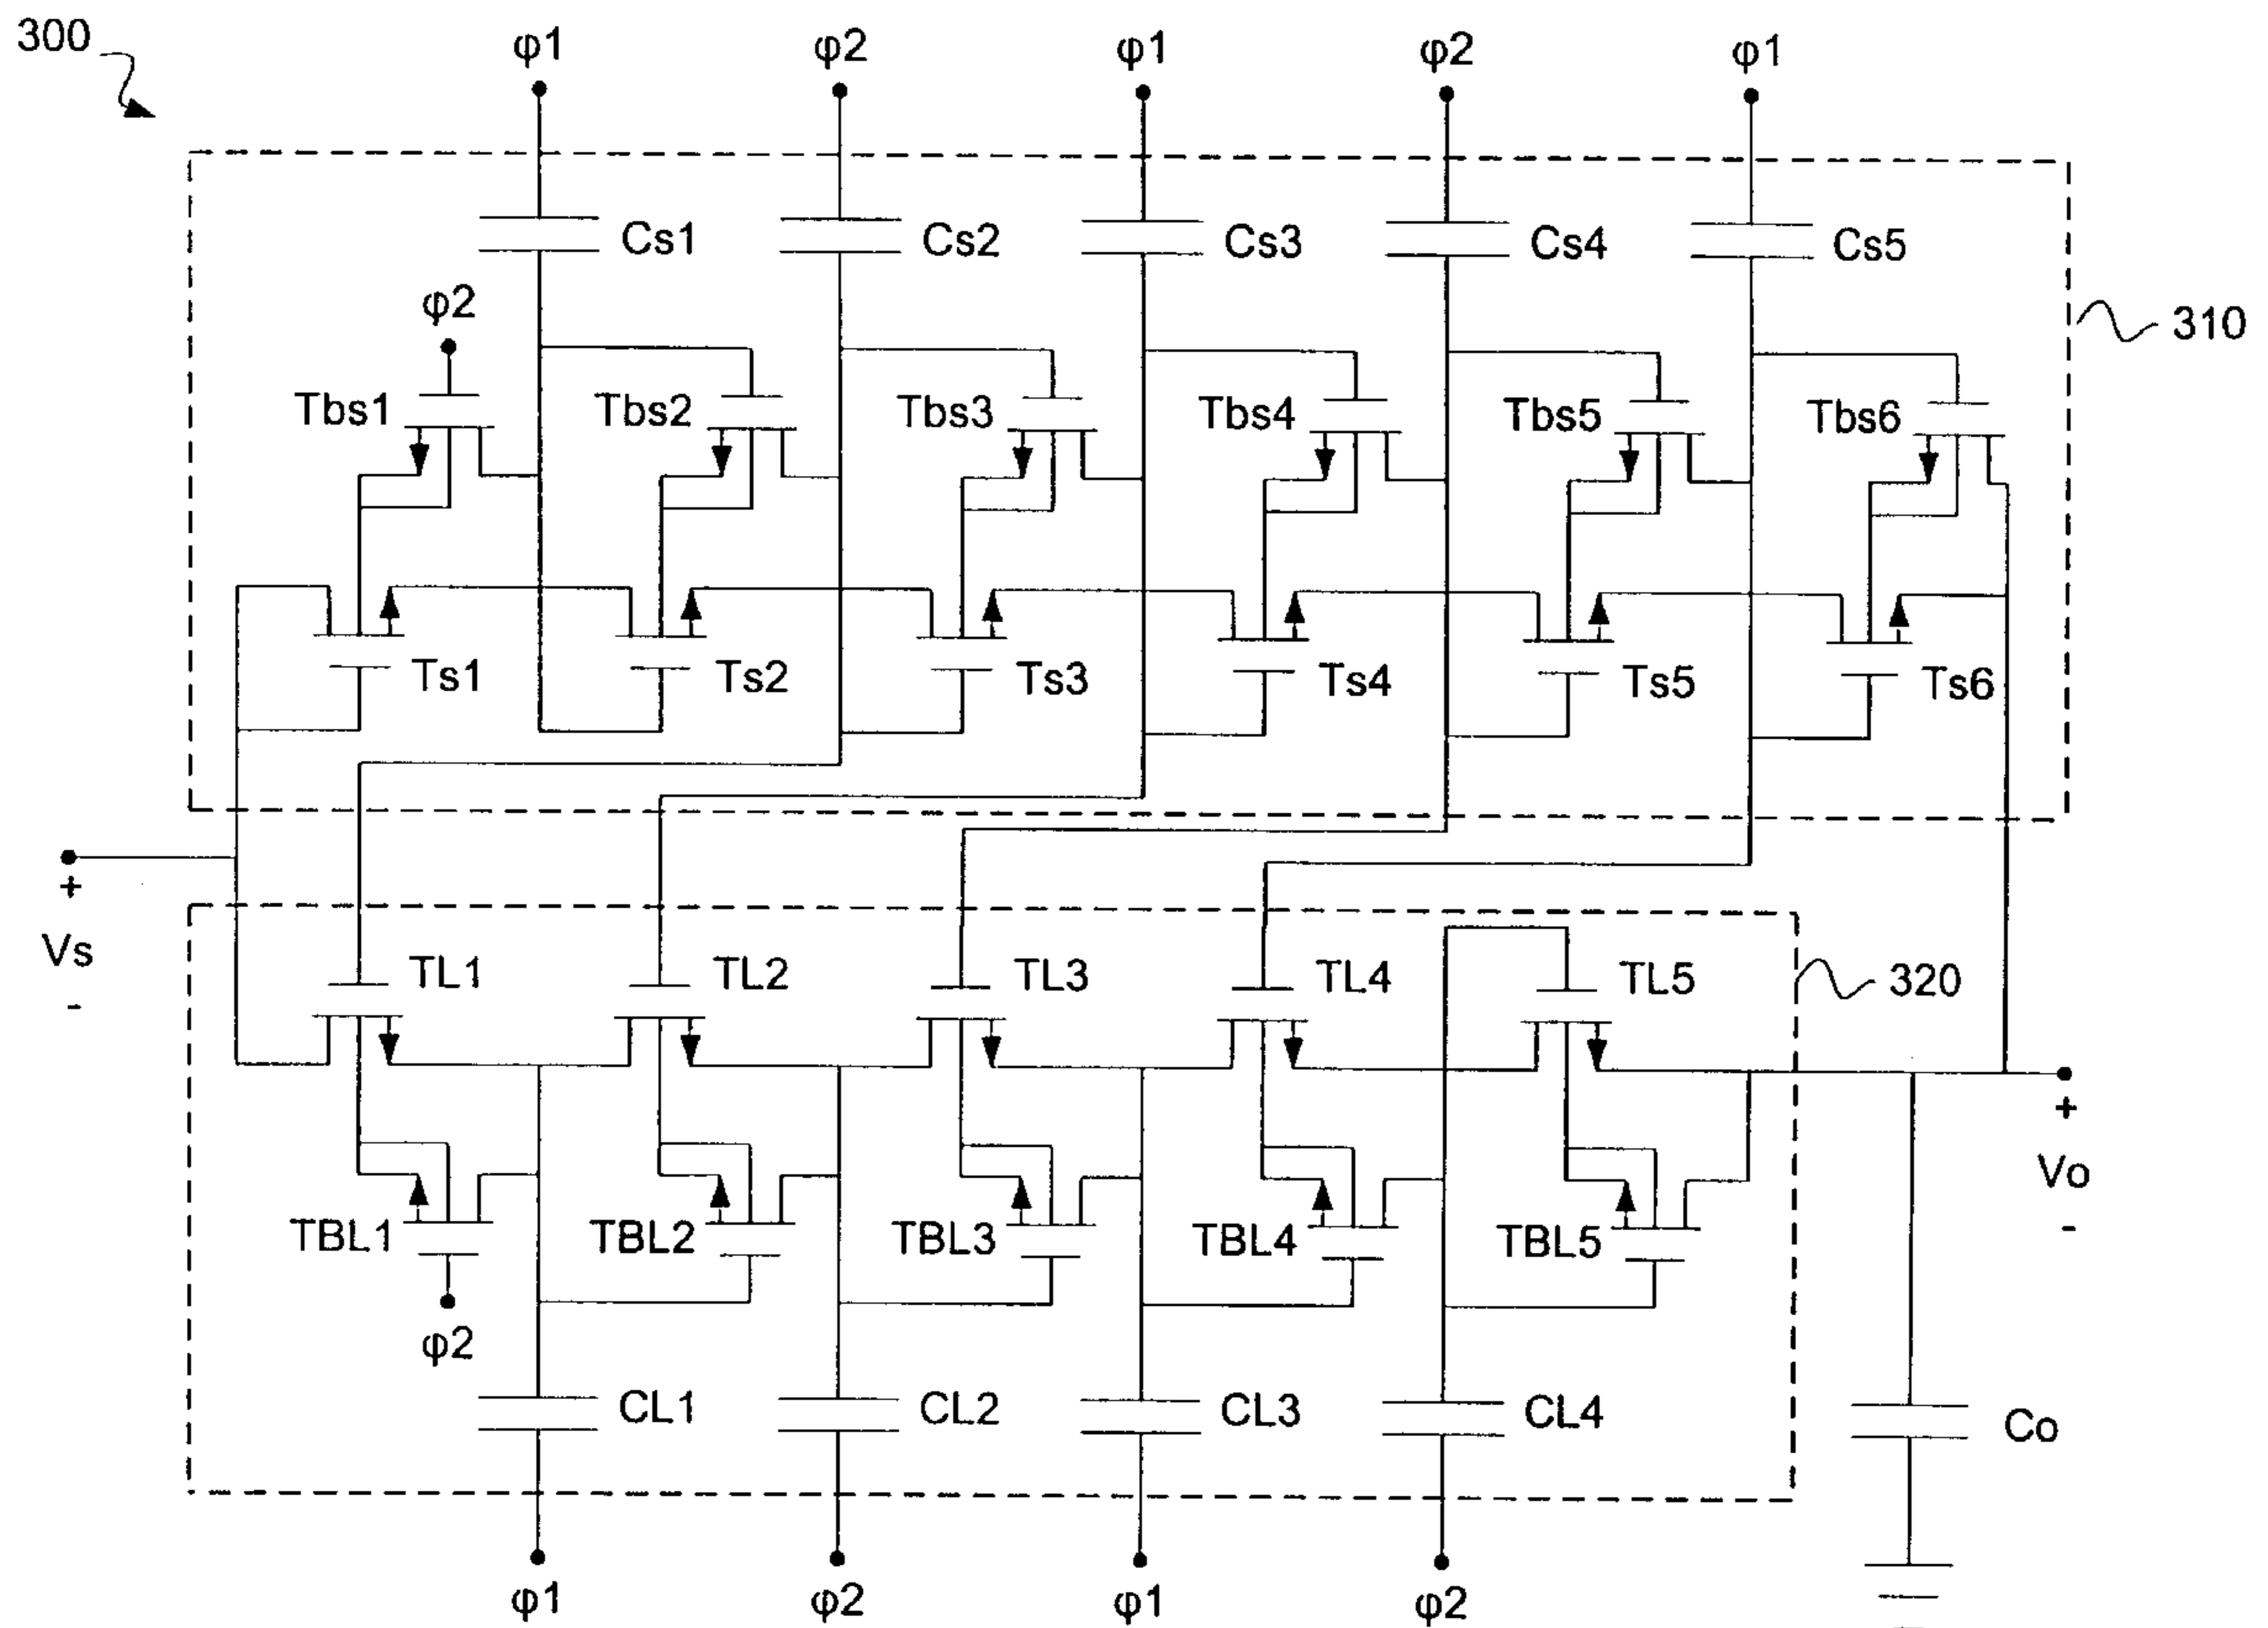 300
φ1 φ2 φ1 φ2 φ1
Cs1 Cs2 Cs3 Cs4 Cs5
φ2
310
Tbs1 Tbs2 Tbs3 Tbs4 Tbs5 Tbs6
Ts1 Ts2 Ts3 Ts4 Ts5 Ts6
+
Vs
-
TL1 TL2 TL3 TL4 TL5
320
+
Vo
-
TBL1 TBL2 TBL3 TBL4 TBL5
φ2
CL1 CL2 CL3 CL4 Co
φ1 φ2 φ1 φ2